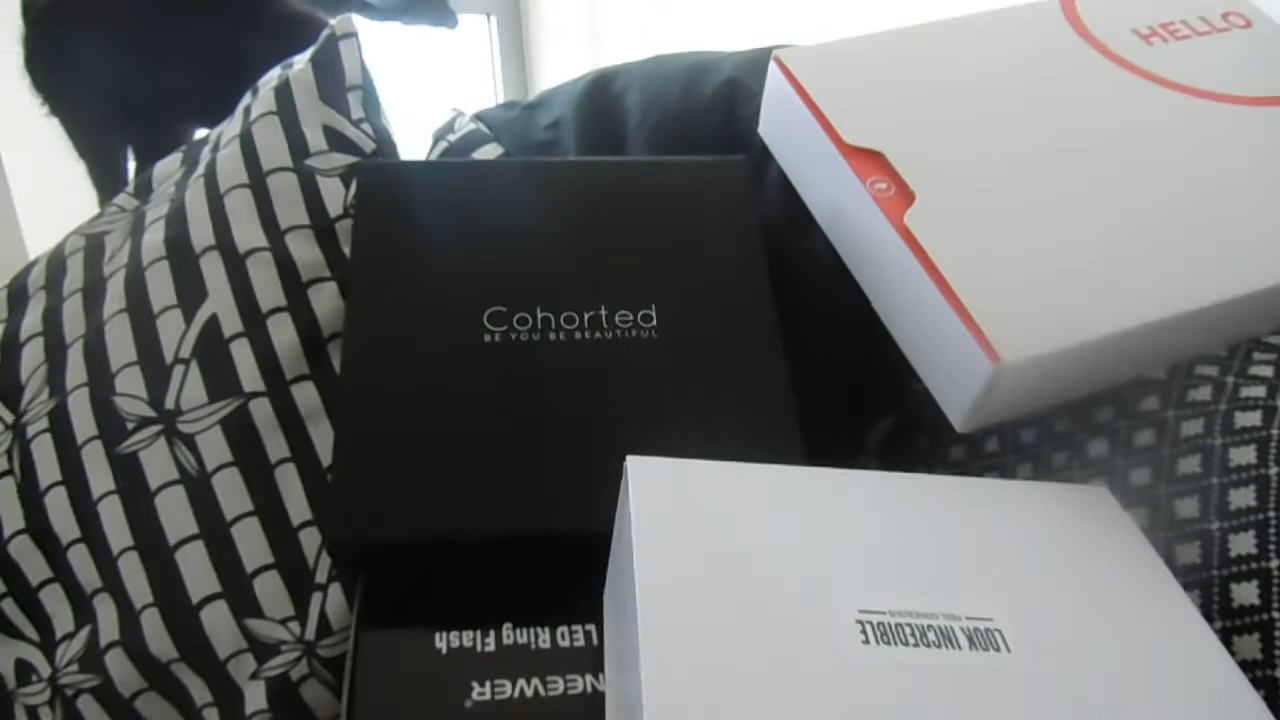 HELLO
Cohorted
BE YOU BE BEAUTIFUL
LOOK INCREDIBLE
LED Ring Flash
NEEWER®